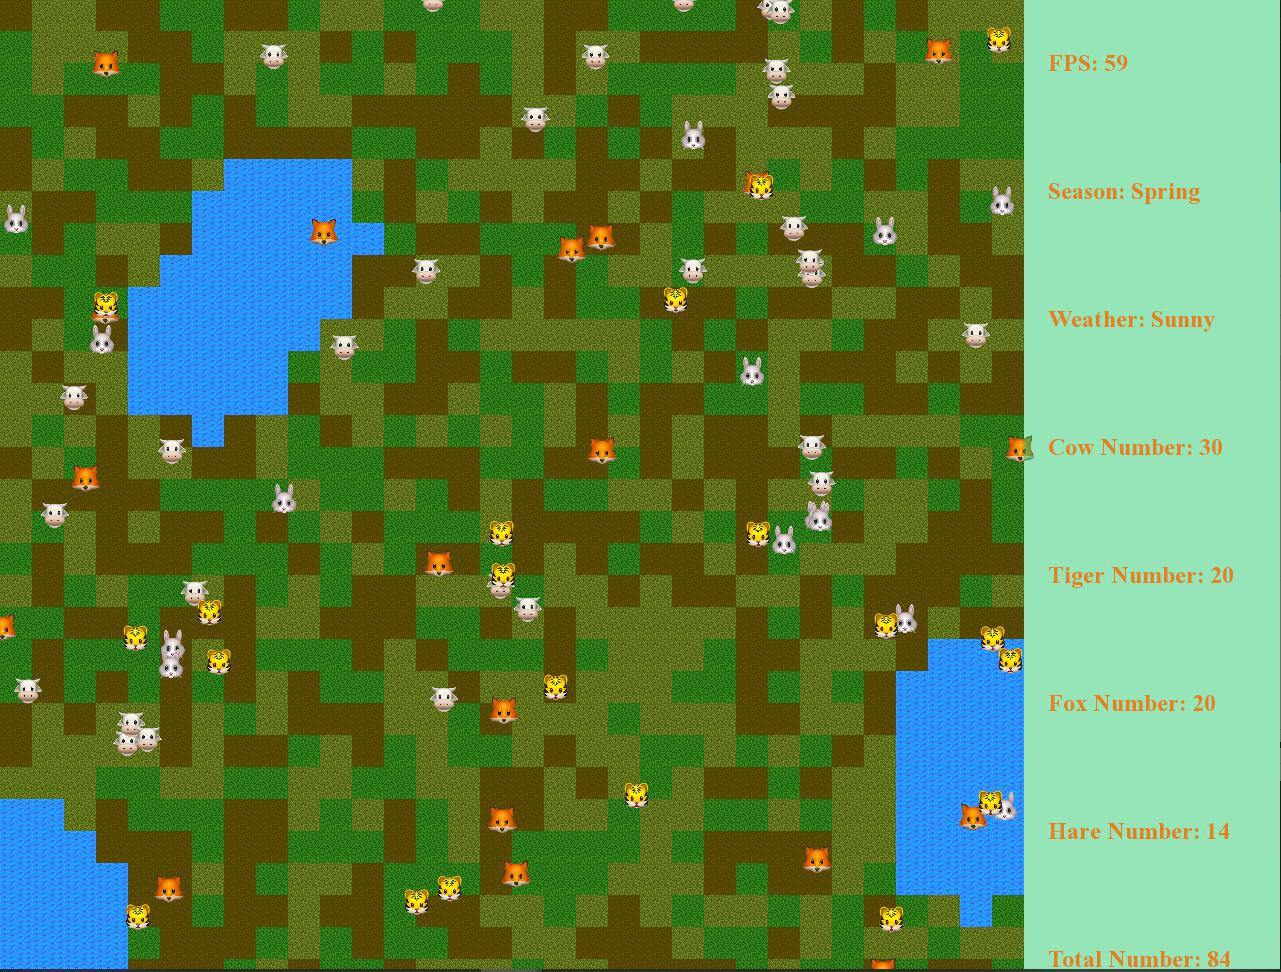 FPS: 59
Season: Spring
Weather: Sunny
Cow Number: 30
Tiger Number: 20
Fox Number: 20
Hare Number: 14
Total Number: 84